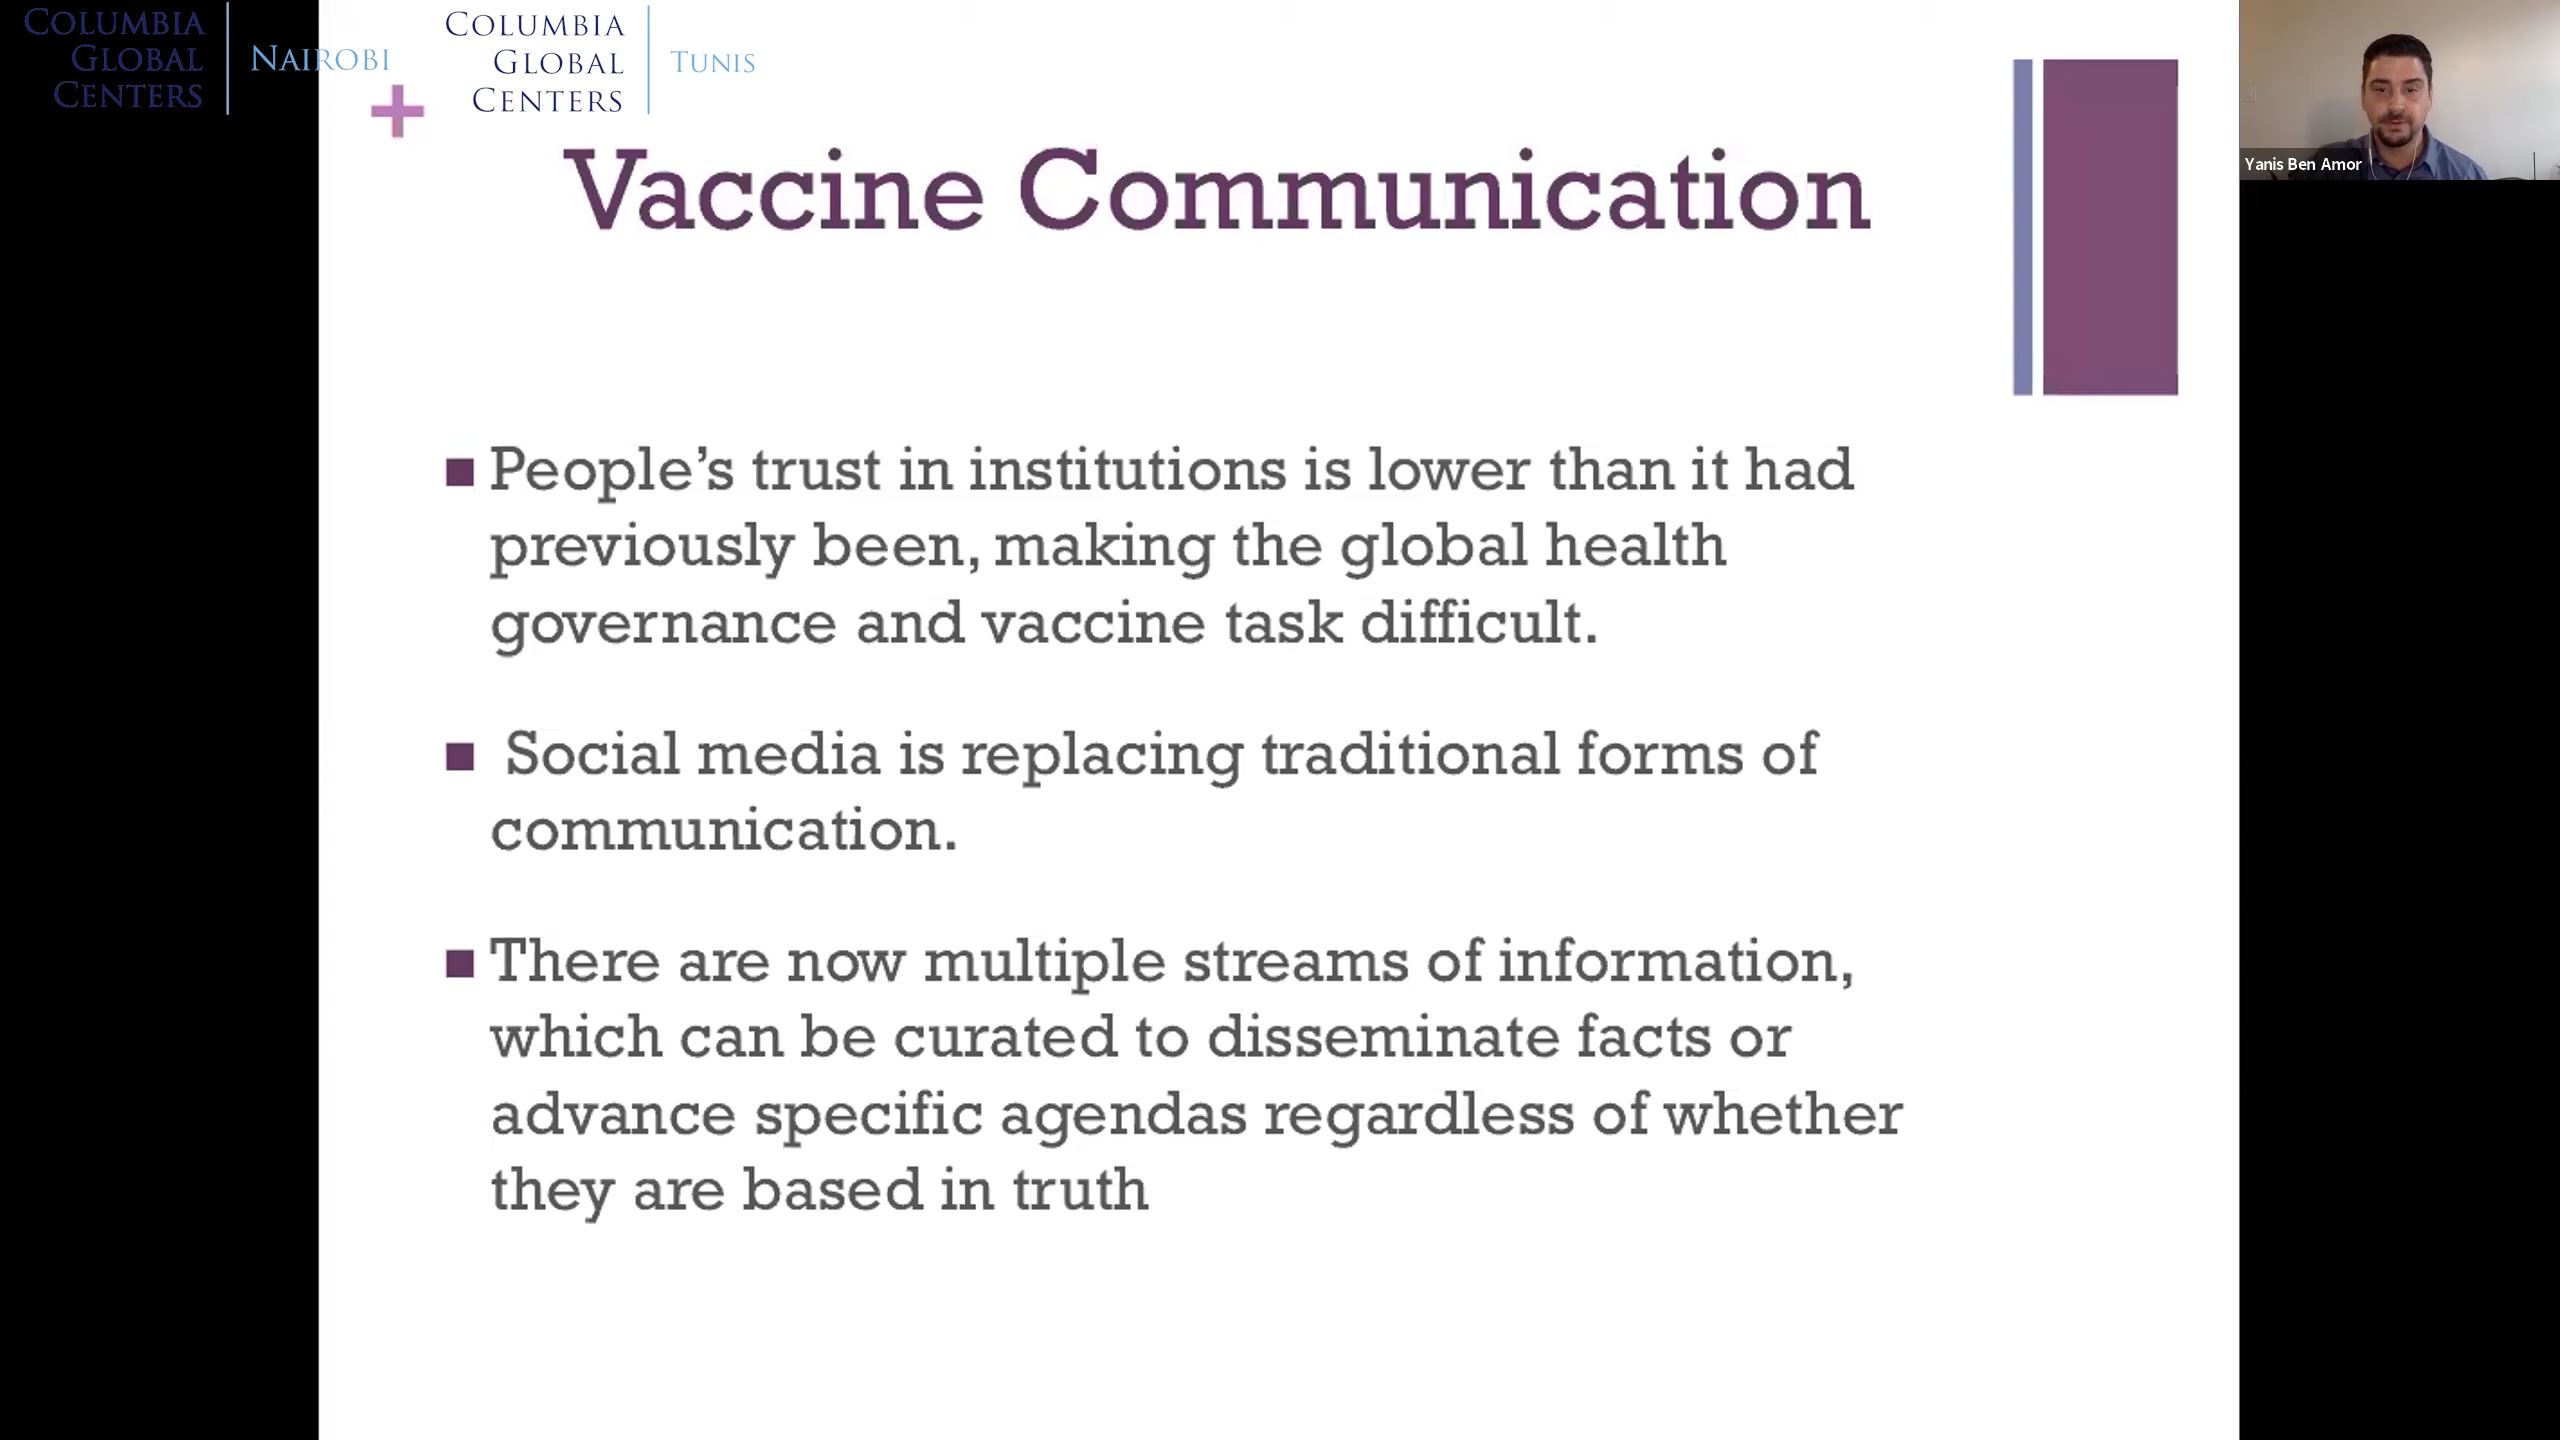 COLUMBIA
GLOBAL
CENTERS
NAIROBI
COLUMBIA
GLOBAL
CENTERS
TUNIS
Yanis Ben Amor
Vaccine Communication
People’s trust in institutions is lower than it had
previously been, making the global health
governance and vaccine task difficult.
Social media is replacing traditional forms of
communication.
There are now multiple streams of information,
which can be curated to disseminate facts or
advance specific agendas regardless of whether
they are based in truth